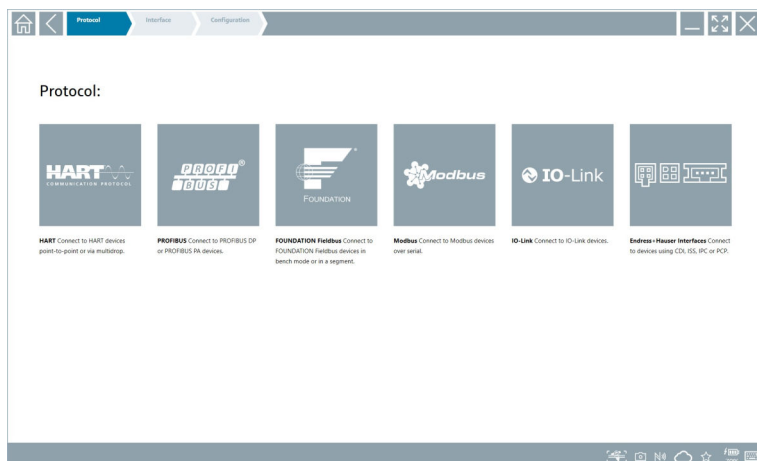 Protocol
Interface
Configuration
Protocol:
HART
COMMUNICATION PROTOCOL
PROFI
BUS
®
FOUNDATION
Modbus
IO-Link
HART Connect to HART devices
point-to-point or via multidrop.
PROFIBUS Connect to PROFIBUS DP
or PROFIBUS PA devices.
FOUNDATION Fieldbus Connect to
FOUNDATION Fieldbus devices in
bench mode or in a segment.
Modbus Connect to Modbus devices
over serial.
IO-Link Connect to IO-Link devices.
Endress+Hauser Interfaces Connect
to devices using CDI, ISS, IPC or PCP.